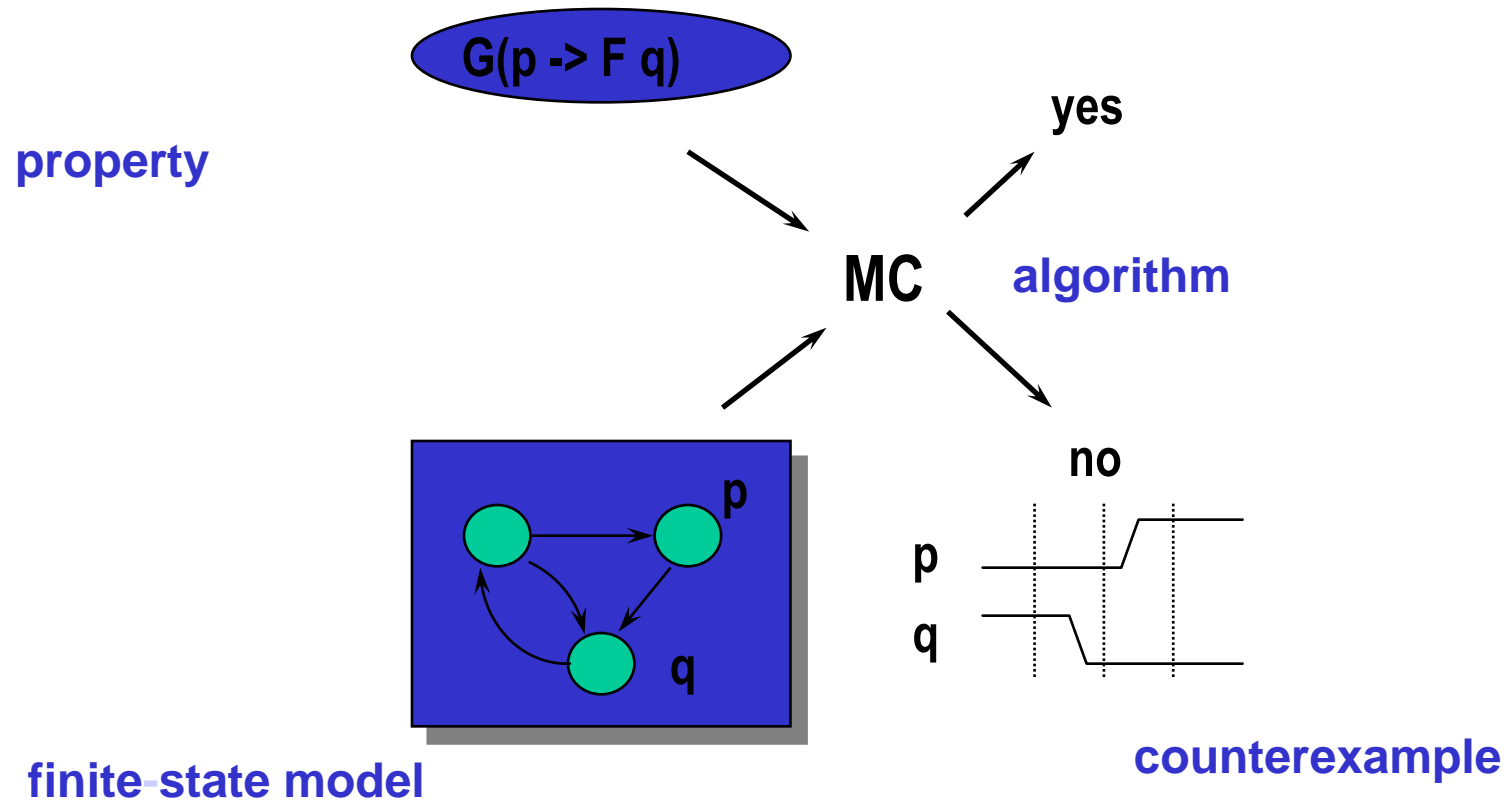 G(p -> F q)
yes
property
MC
algorithm
no
p
p
q
q
counterexample
finite-state model